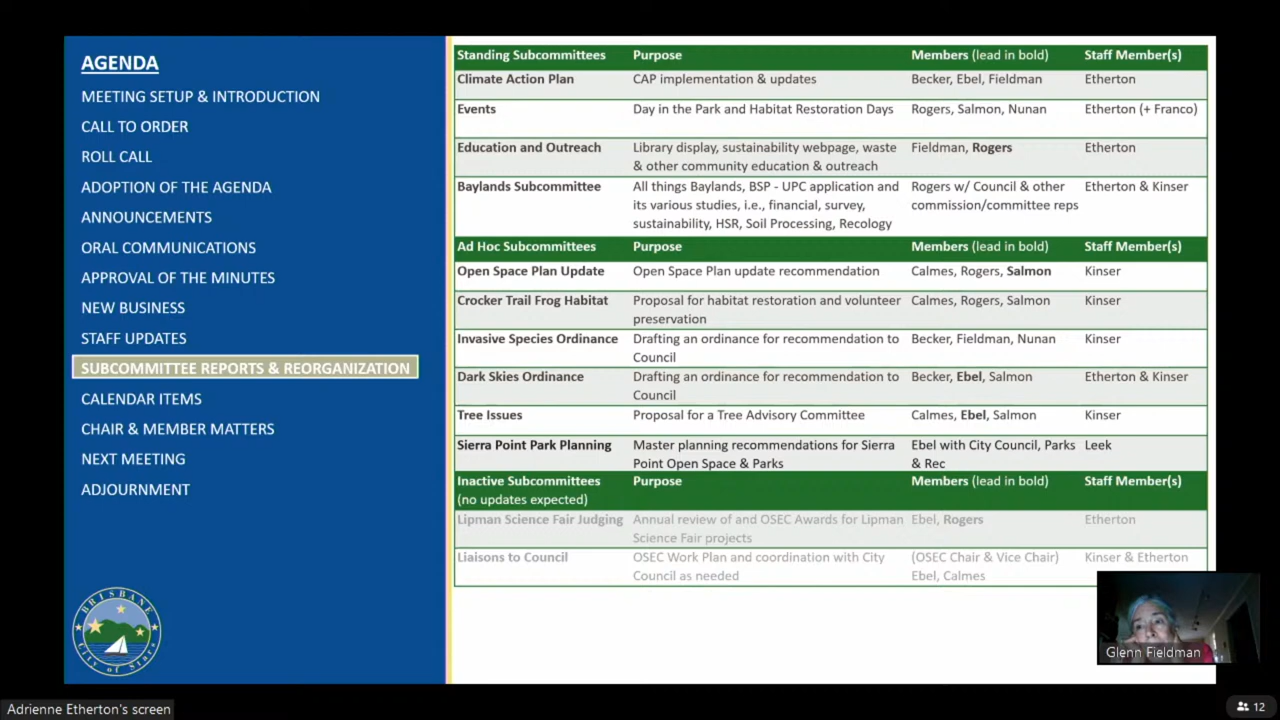 AGENDA
MEETING SETUP & INTRODUCTION
CALL TO ORDER
ROLL CALL
ADOPTION OF THE AGENDA
ANNOUNCEMENTS
ORAL COMMUNICATIONS
APPROVAL OF THE MINUTES
NEW BUSINESS
STAFF UPDATES
SUBCOMMITTEE REPORTS & REORGANIZATION
CALENDAR ITEMS
CHAIR & MEMBER MATTERS
NEXT MEETING
ADJOURNMENT
BRISBANE
City of Stars
Standing Subcommittees Purpose Members (lead in bold) Staff Member(s)
Climate Action Plan CAP implementation & updates Becker, Ebel, Fieldman Etherton
Events Day in the Park and Habitat Restoration Days Rogers, Salmon, Nunan Etherton (+ Franco)
Education and Outreach Library display, sustainability webpage, waste Fieldman, Rogers Etherton
& other community education & outreach
Baylands Subcommittee All things Baylands, BSP - UPC application and Rogers w/ Council & other Etherton & Kinser
its various studies, i.e., financial, survey, commission/committee reps
sustainability, HSR, Soil Processing, Recology
Ad Hoc Subcommittees Purpose Members (lead in bold) Staff Member(s)
Open Space Plan Update Open Space Plan update recommendation Calmes, Rogers, Salmon Kinser
Crocker Trail Frog Habitat Proposal for habitat restoration and volunteer Calmes, Rogers, Salmon Kinser
preservation
Invasive Species Ordinance Drafting an ordinance for recommendation to Becker, Fieldman, Nunan Kinser
Council
Dark Skies Ordinance Drafting an ordinance for recommendation to Becker, Ebel, Salmon Etherton & Kinser
Council
Tree Issues Proposal for a Tree Advisory Committee Calmes, Ebel, Salmon Kinser
Sierra Point Park Planning Master planning recommendations for Sierra Ebel with City Council, Parks Leek
Point Open Space & Parks & Rec
Inactive Subcommittees Purpose Members (lead in bold) Staff Member(s)
(no updates expected)
Lipman Science Fair Judging Annual review of and OSEC Awards for Lipman Ebel, Rogers Etherton
Science Fair projects
Liaisons to Council OSEC Work Plan and coordination with City (OSEC Chair & Vice Chair) Kinser & Etherton
Council as needed Ebel, Calmes
Glenn Fieldman
Adrienne Etherton's screen
12